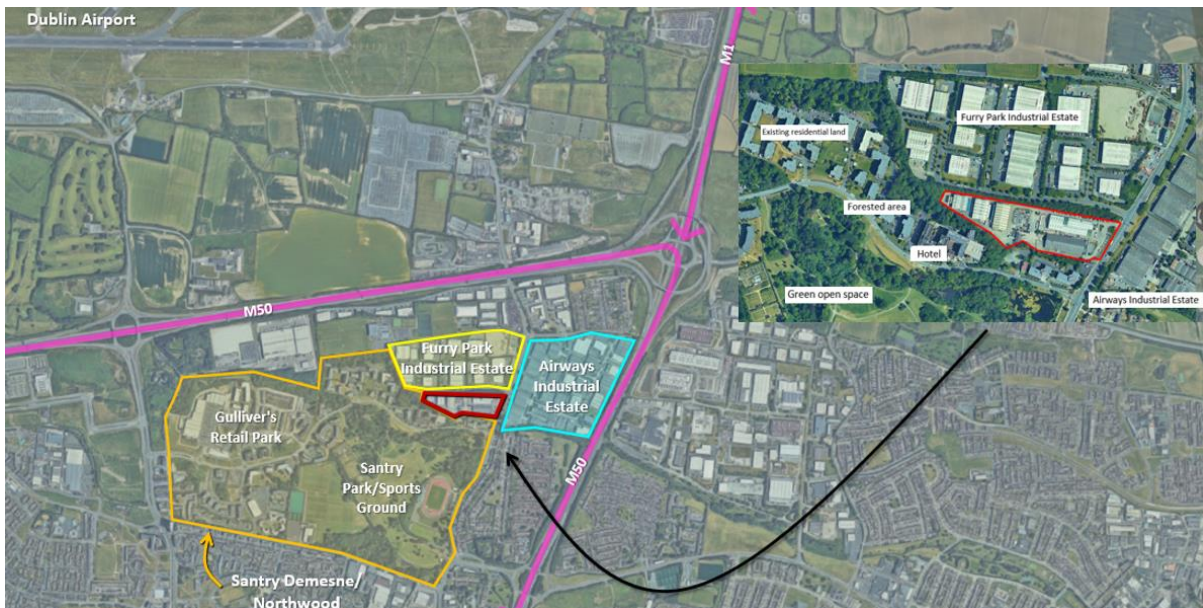 Dublin Airport
M1
Existing residential land
Furry Park Industrial Estate
Forested area
Hotel
Green open space
Airways Industrial Estate
M50
Furry Park
Industrial Estate
Airways
Industrial
Estate
Gulliver's
Retail Park
Santry
Park/Sports
Ground
M50
Santry Demesne/
Northwood